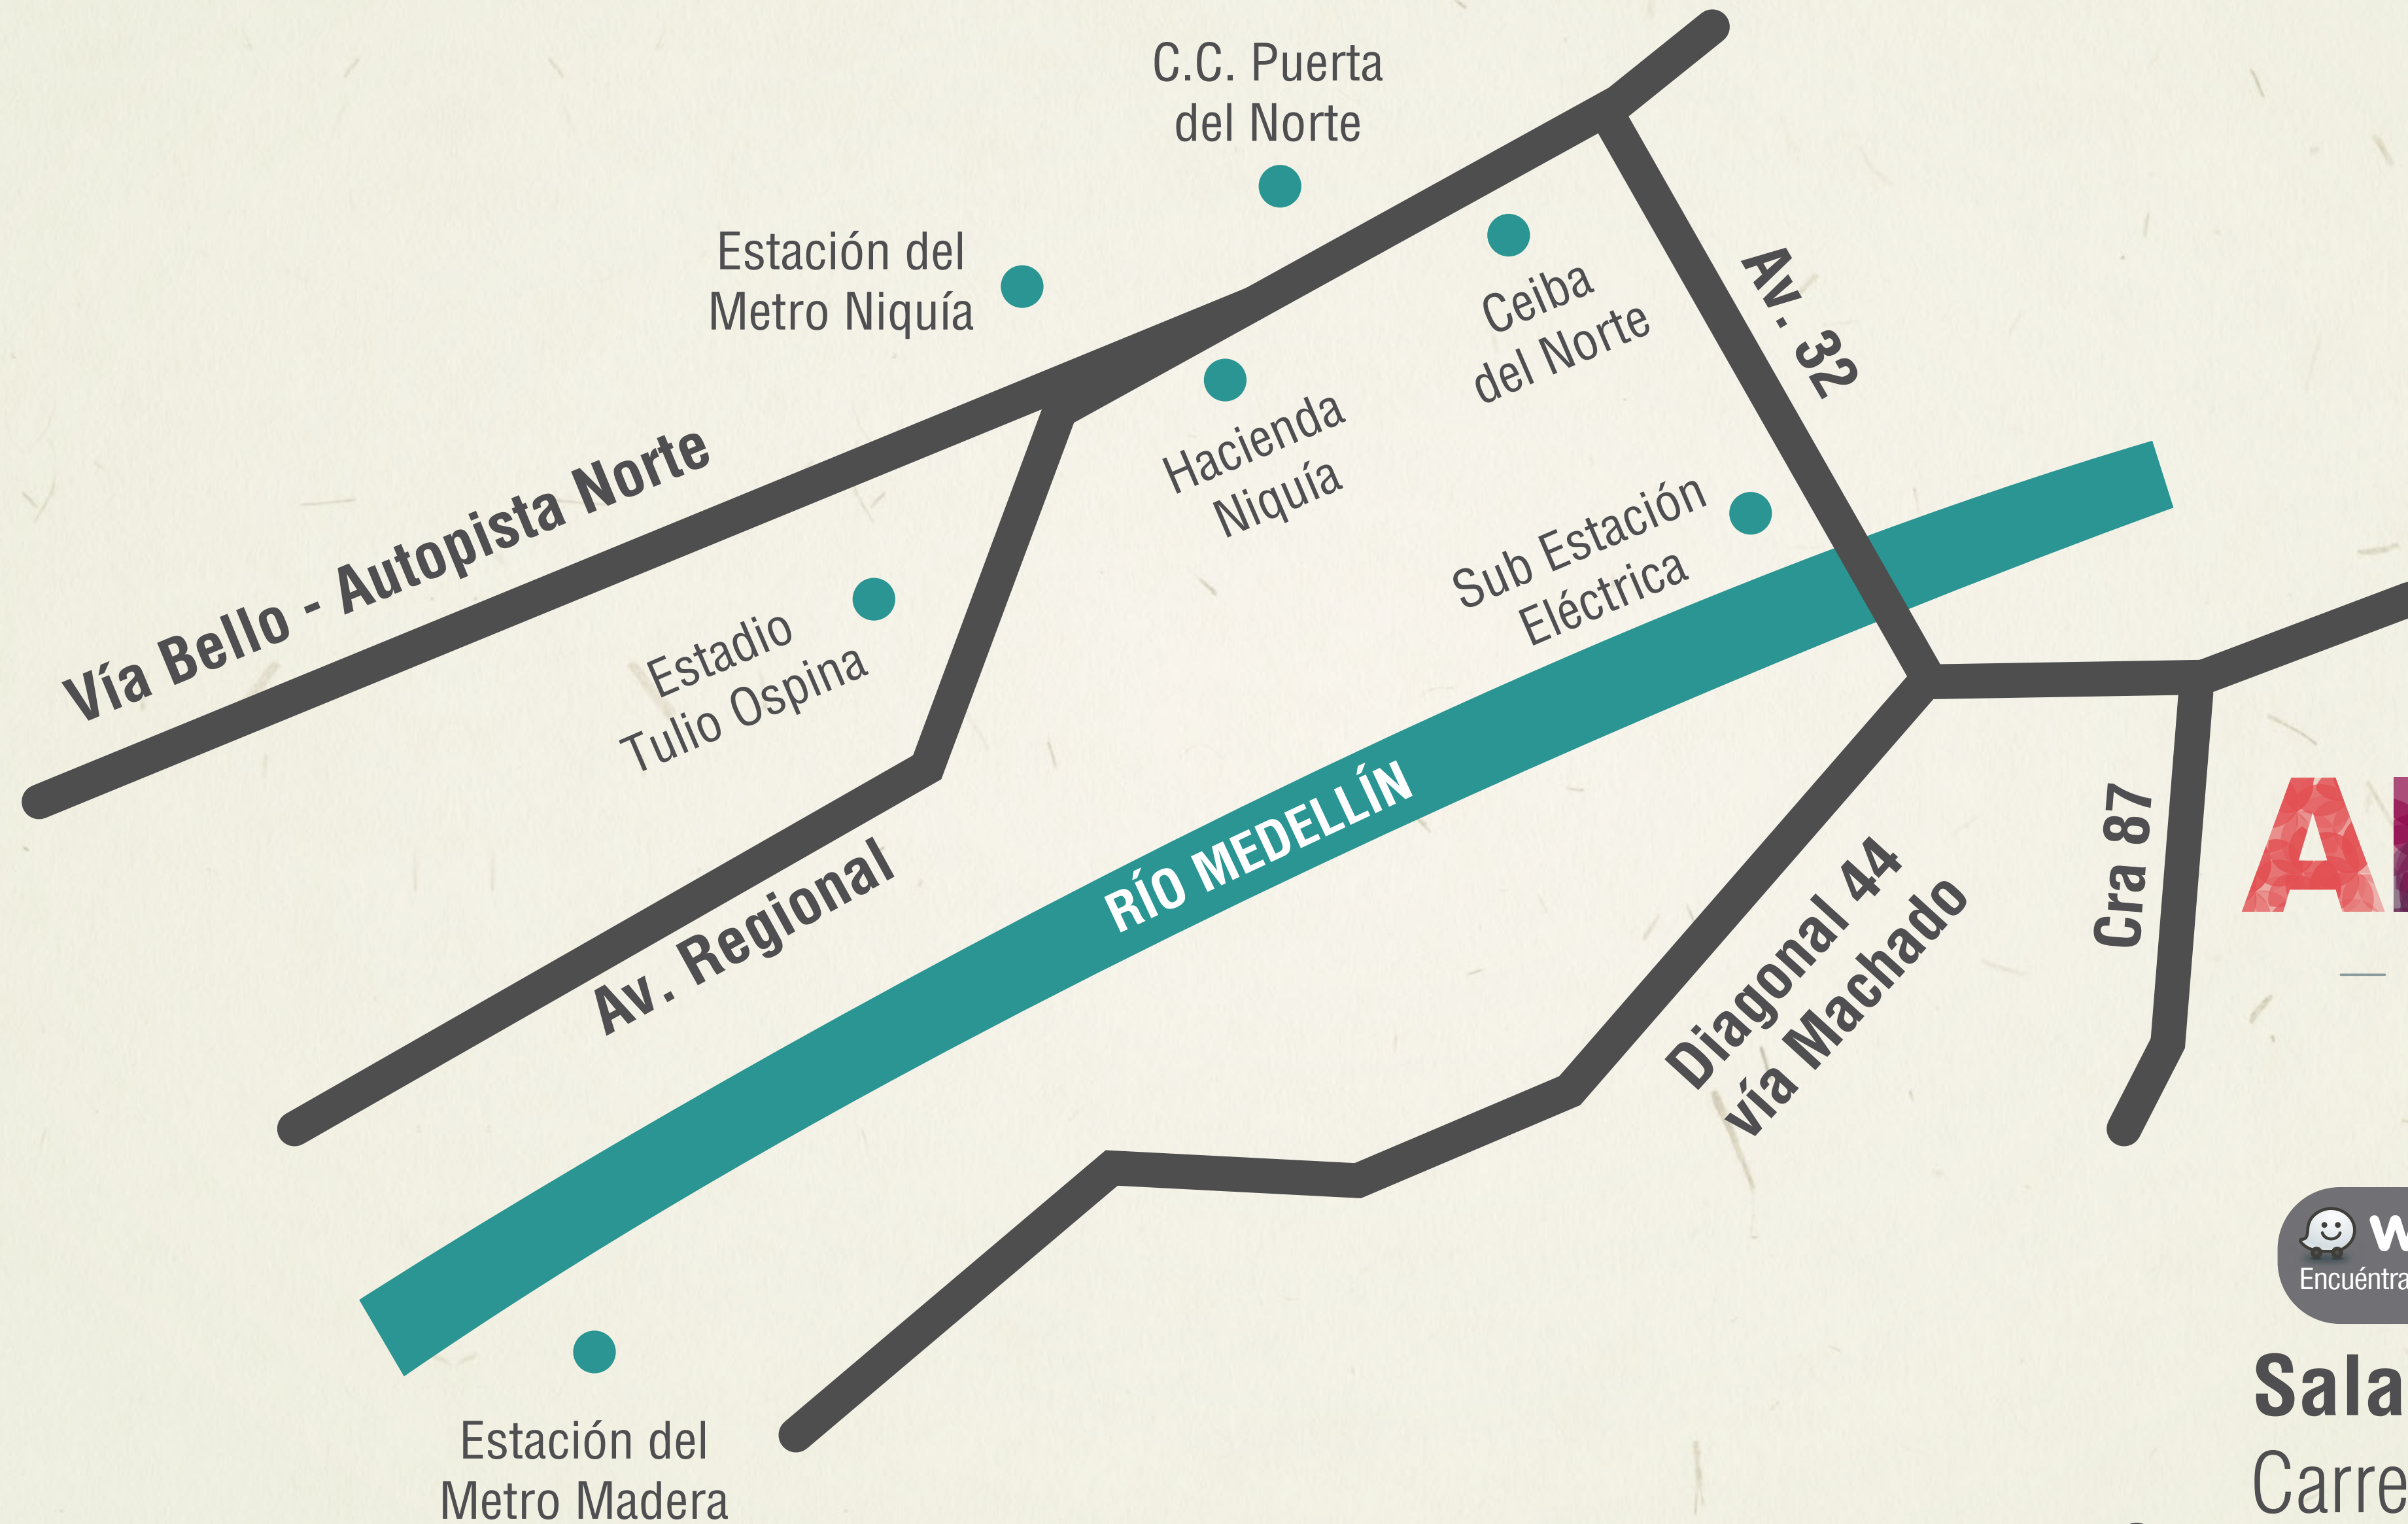 C.C. Puerta
del Norte
Estación del
Metro Niquía
Ceiba
del Norte
Av. 32
Hacienda
Niquía
Vía Bello - Autopista Norte
Sub Estación
Eléctrica
Estadio
Tulio Ospina
RÍO MEDELLÍN
Av. Regional
Diagonal 44
vía Machado
Cra 87
A
W
Encuéntra
Sala
Carre
Estación del
Metro Madera